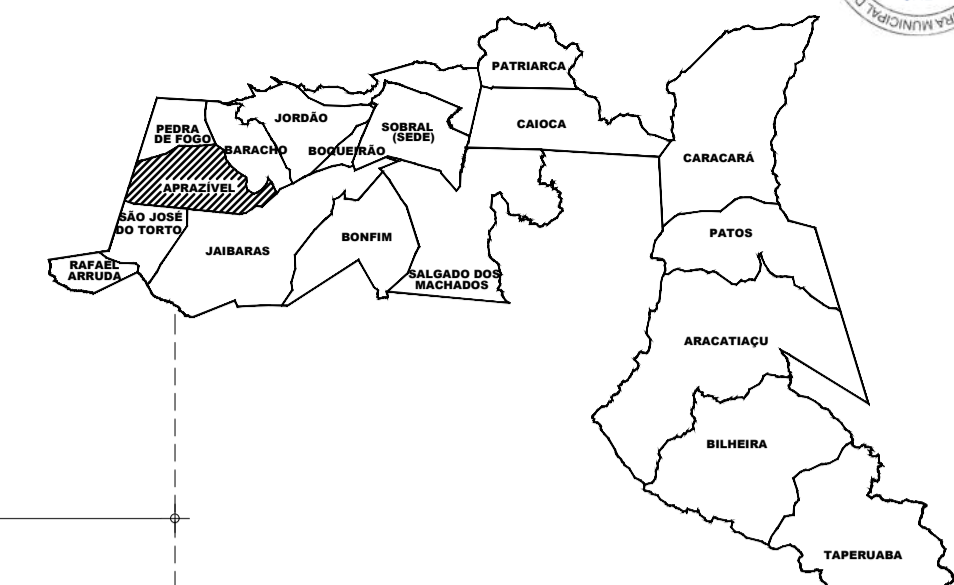 PATRIARCA
CAIOCA
JORDÃO
SOBRAL
(SEDE)
PEDRA
DE FOGO
BARACHO
BOQUEIRÃO
CARACARÁ
APRAZÍVEL
SÃO JOSÉ
DO TORTO
JAIBARAS
BONFIM
PATOS
RAFAEL
ARRUDA
SALGADO DOS
MACHADOS
ARACATIAÇU
BILHEIRA
TAPERUABA
MUNICIPAL